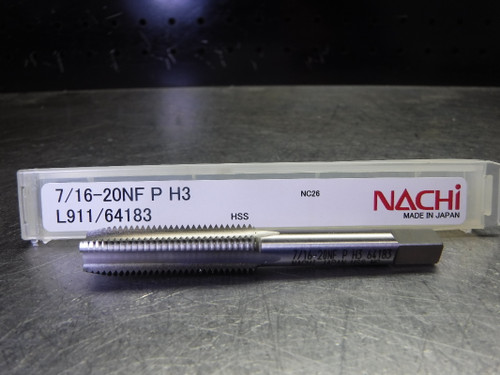 7/16-20NF P H3
NC26
NACHi
L911/64183
HSS
MADE IN JAPAN
7/16-20NF P H3 64183